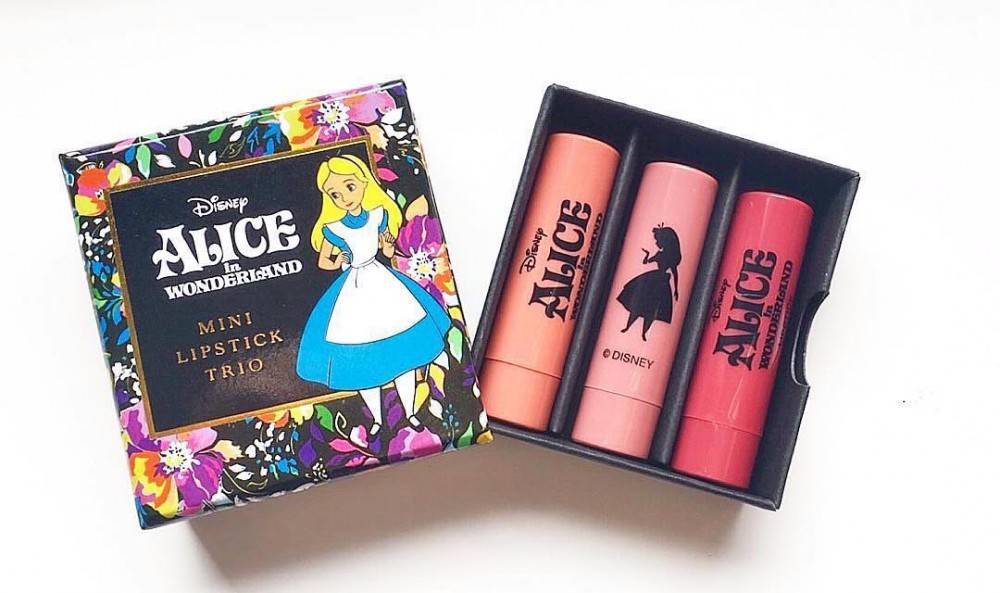 Disney
ALICE
in
WONDERLAND
MINI
LIPSTICK
TRIO
Disney
ALICE
in
WONDERLAND
© DISNEY
Disney
ALICE
in
WONDERLAND